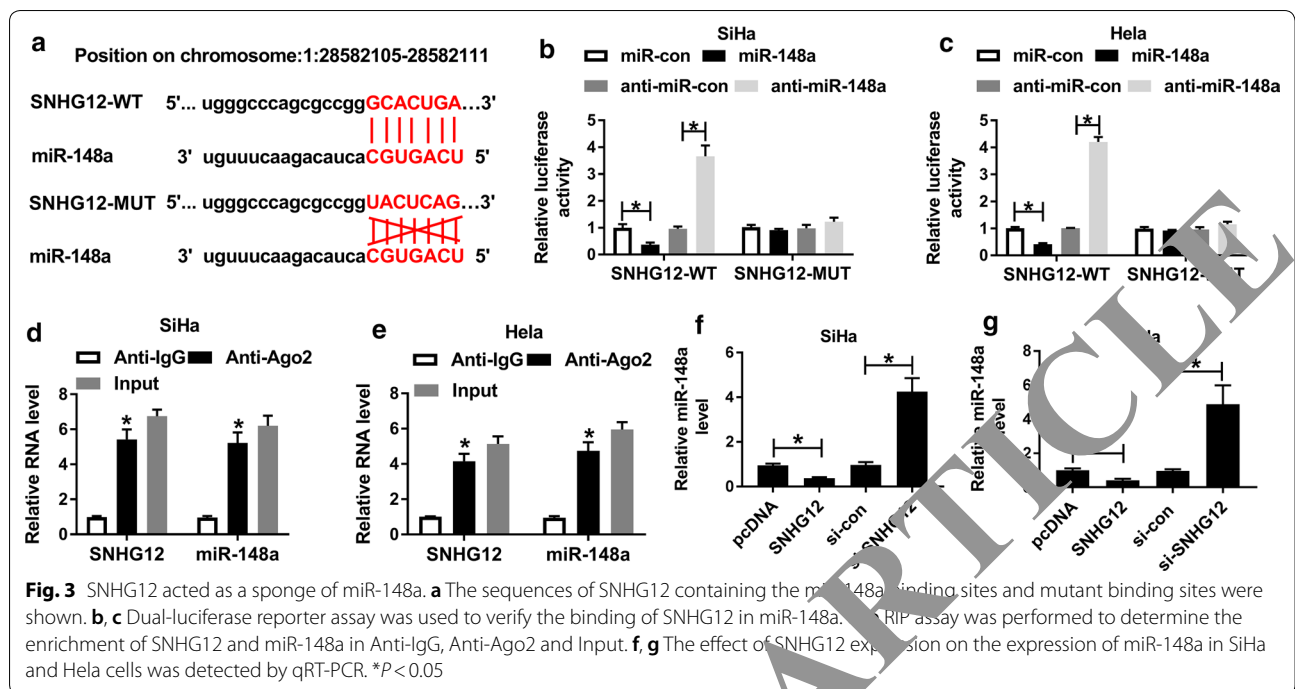 a
Position on chromosome:1:28582105-28582111
SNHG12-WT 5'... ugggcccagcgccggGCACUGA...3'
miR-148a 3' uguuucaagacaucaCGUGACU 5'
SNHG12-MUT 5'... ugggcccagcgccggUACUCAG...3'
miR-148a 3' uguuucaagacaucaCGUGACU 5'
b
SiHa
miR-con miR-148a
anti-miR-con anti-miR-148a
Relative luciferase activity
5
4
3
2
1
0
* *
SNHG12-WT SNHG12-MUT
c
Hela
miR-con miR-148a
anti-miR-con anti-miR-148a
Relative luciferase activity
5
4
3
2
1
0
* *
SNHG12-WT
d
SiHa
Anti-IgG Anti-Ago2
Input
Relative RNA level
8
6
4
2
0
* *
SNHG12 miR-148a
e
Hela
Anti-IgG Anti-Ago2
Input
Relative RNA level
8
6
4
2
0
* *
SNHG12 miR-148a
f
SiHa
Relative miR-148a level
6
4
2
0
* *
pcDNA SNHG12 si-con
g
Relative miR-148a level
8
6
4
2
0
*
pcDNA SNHG12 si-con si-SNHG12
Fig. 3 SNHG12 acted as a sponge of miR-148a. a The sequences of SNHG12 containing the binding sites and mutant binding sites were
shown. b, c Dual-luciferase reporter assay was used to verify the binding of SNHG12 in miR-148a. RIP assay was performed to determine the
enrichment of SNHG12 and miR-148a in Anti-IgG, Anti-Ago2 and Input. f, g The effect of SNHG12 on the expression of miR-148a in SiHa
and Hela cells was detected by qRT-PCR. *P < 0.05
ARTICLE